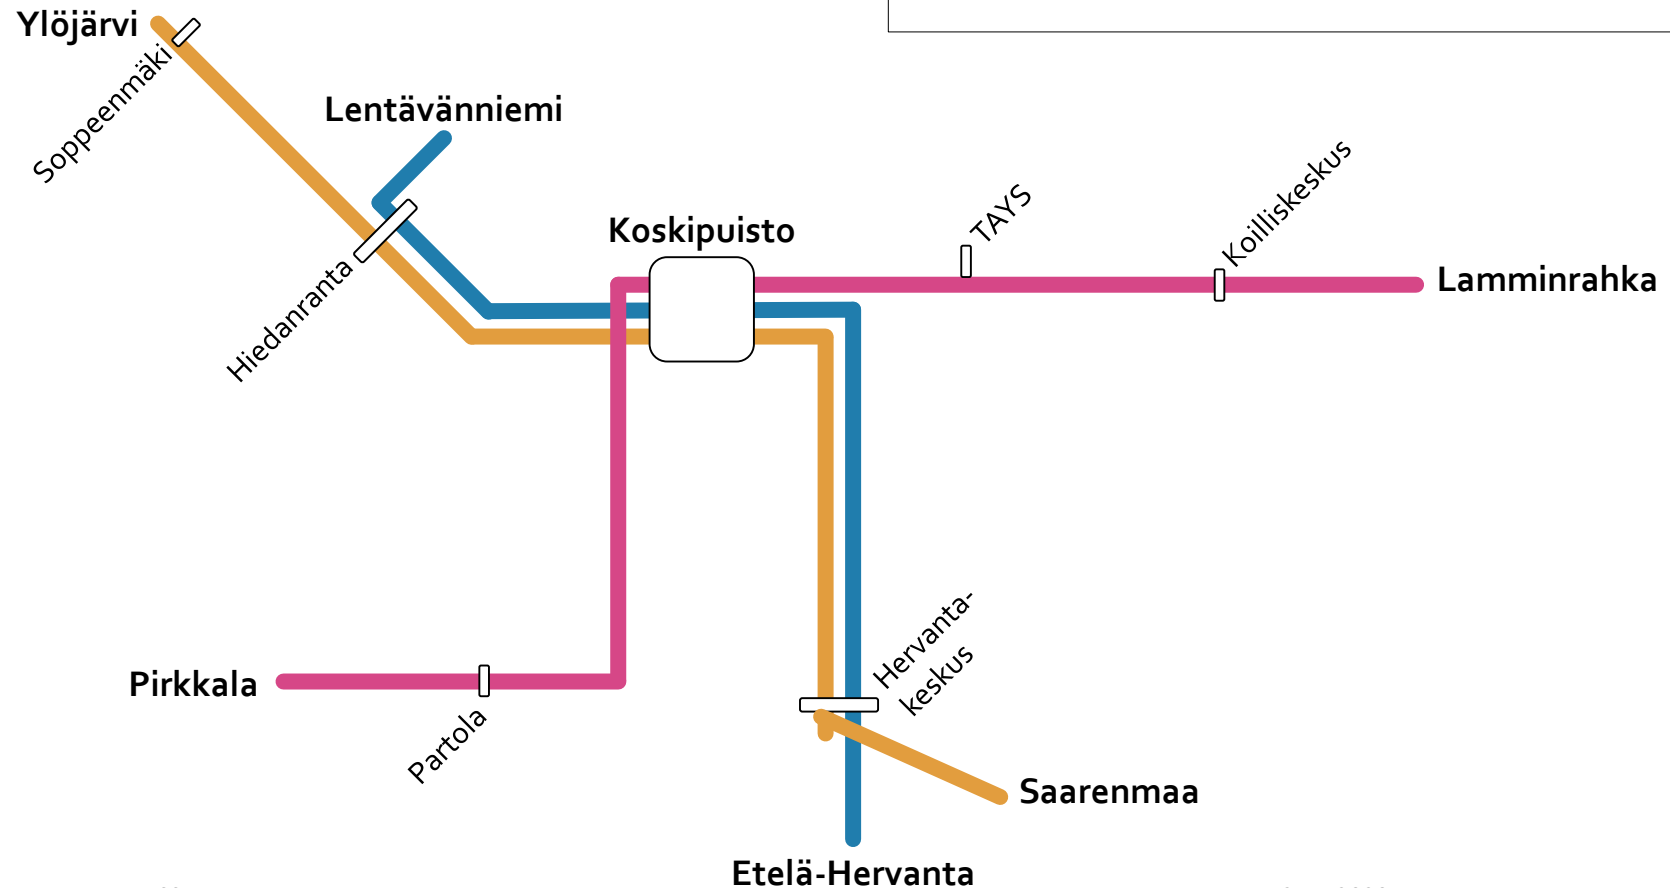 Ylöjärvi
Soppeenmäki
Lentävänniemi
Hiedanranta
Koskipuisto
TAYS
Koilliskeskus
Lamminrahka
Pirkkala
Partola
Hervanta-
keskus
Saarenmaa
Etelä-Hervanta